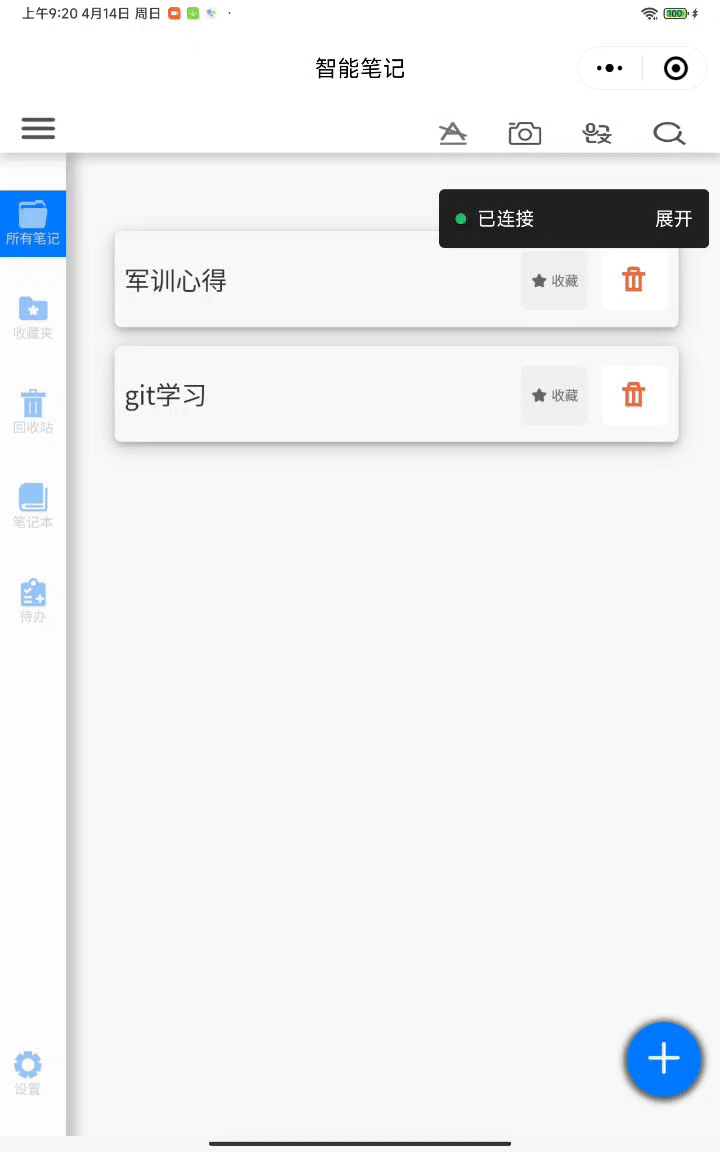 上午9:20 4月14日 周日
100
智能笔记
已连接 展开
所有笔记
军训心得 收藏
收藏夹
git学习 收藏
回收站
笔记本
待办
设置